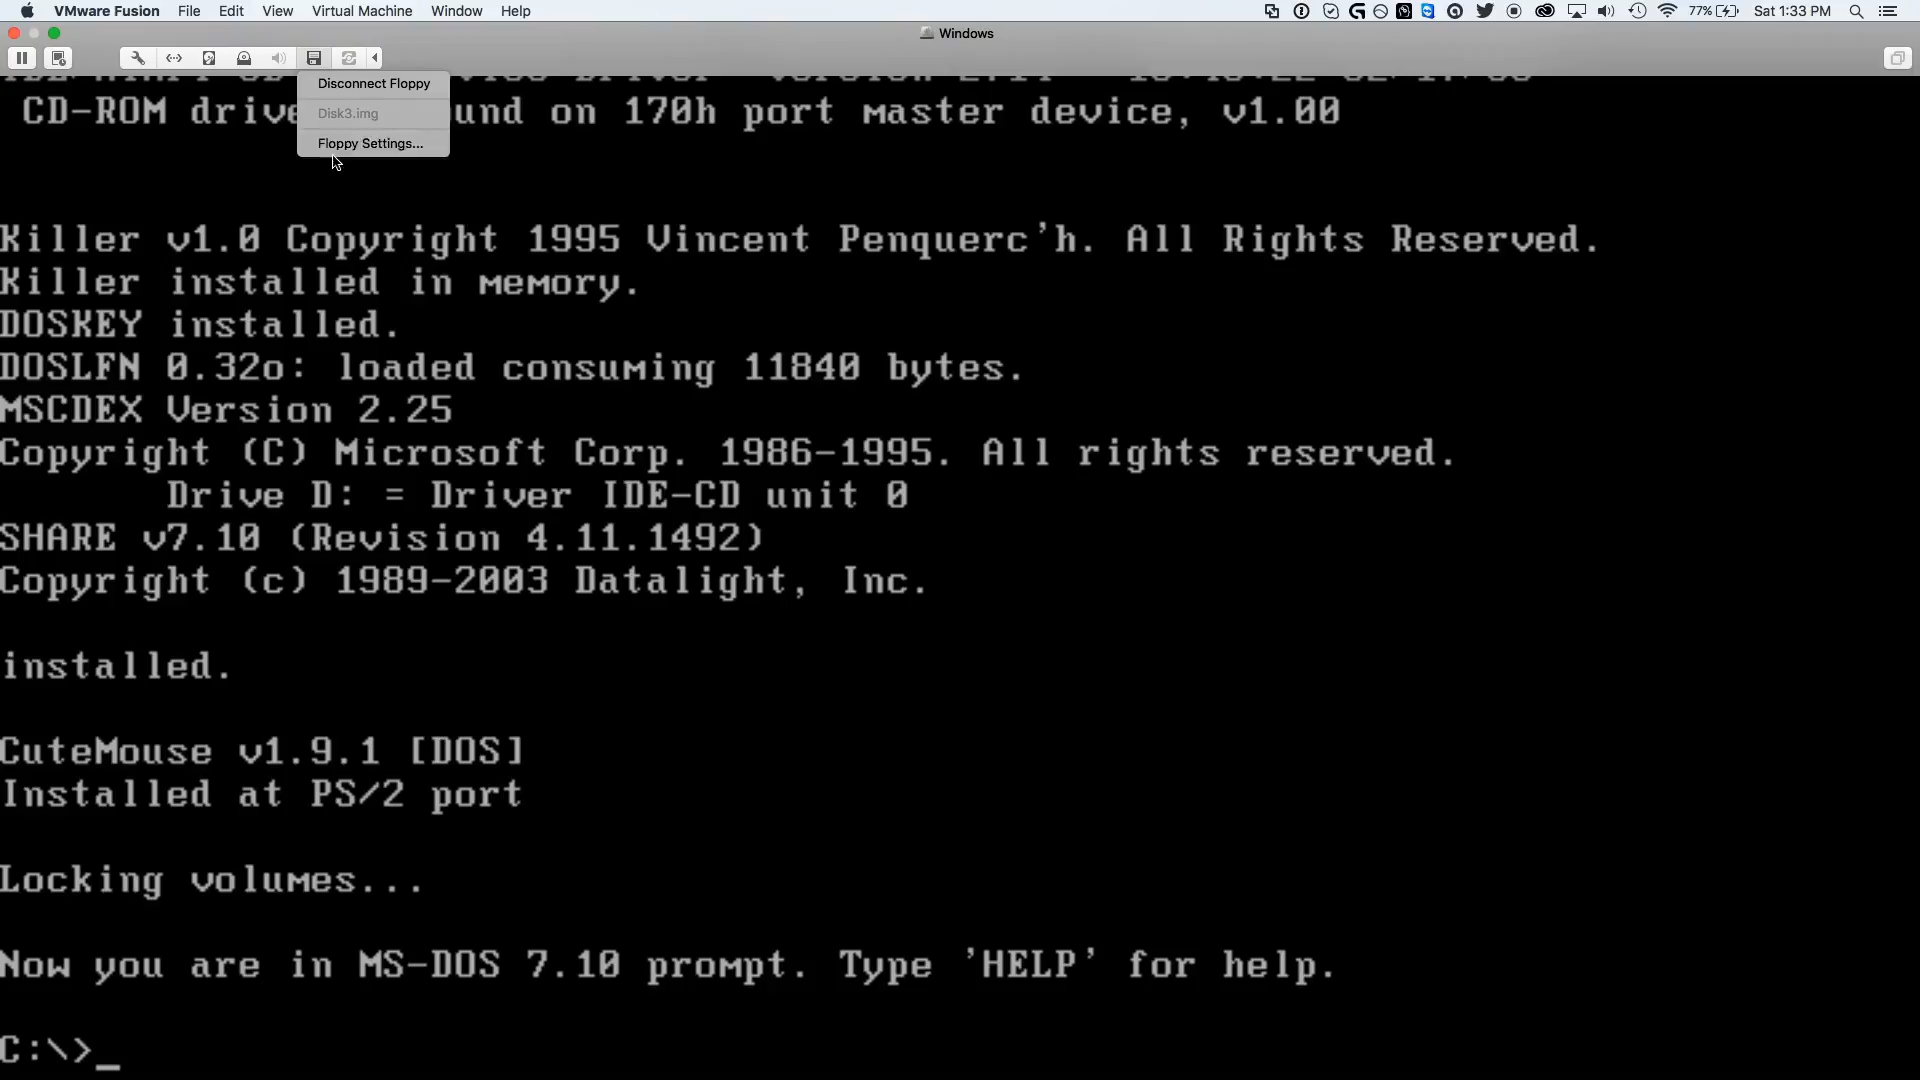 VMware Fusion File Edit View Virtual Machine Window Help 77% Sat 1:33 PM
Windows
Disconnect Floppy
Disk3.img
Floppy Settings...
CD-ROM drive und on 170h port master device, v1.00
Killer v1.0 Copyright 1995 Vincent Penquerc'h. All Rights Reserved.
Killer installed in memory.
DOSKEY installed.
DOSLFN 0.32o: loaded consuming 11840 bytes.
MSCDEX Version 2.25
Copyright (C) Microsoft Corp. 1986-1995. All rights reserved.
Drive D: = Driver IDE-CD unit 0
SHARE v7.10 (Revision 4.11.1492)
Copyright (c) 1989-2003 Datalight, Inc.
installed.
CuteMouse v1.9.1 [DOS]
Installed at PS/2 port
Locking volumes...
Now you are in MS-DOS 7.10 prompt. Type 'HELP' for help.
C:\>_